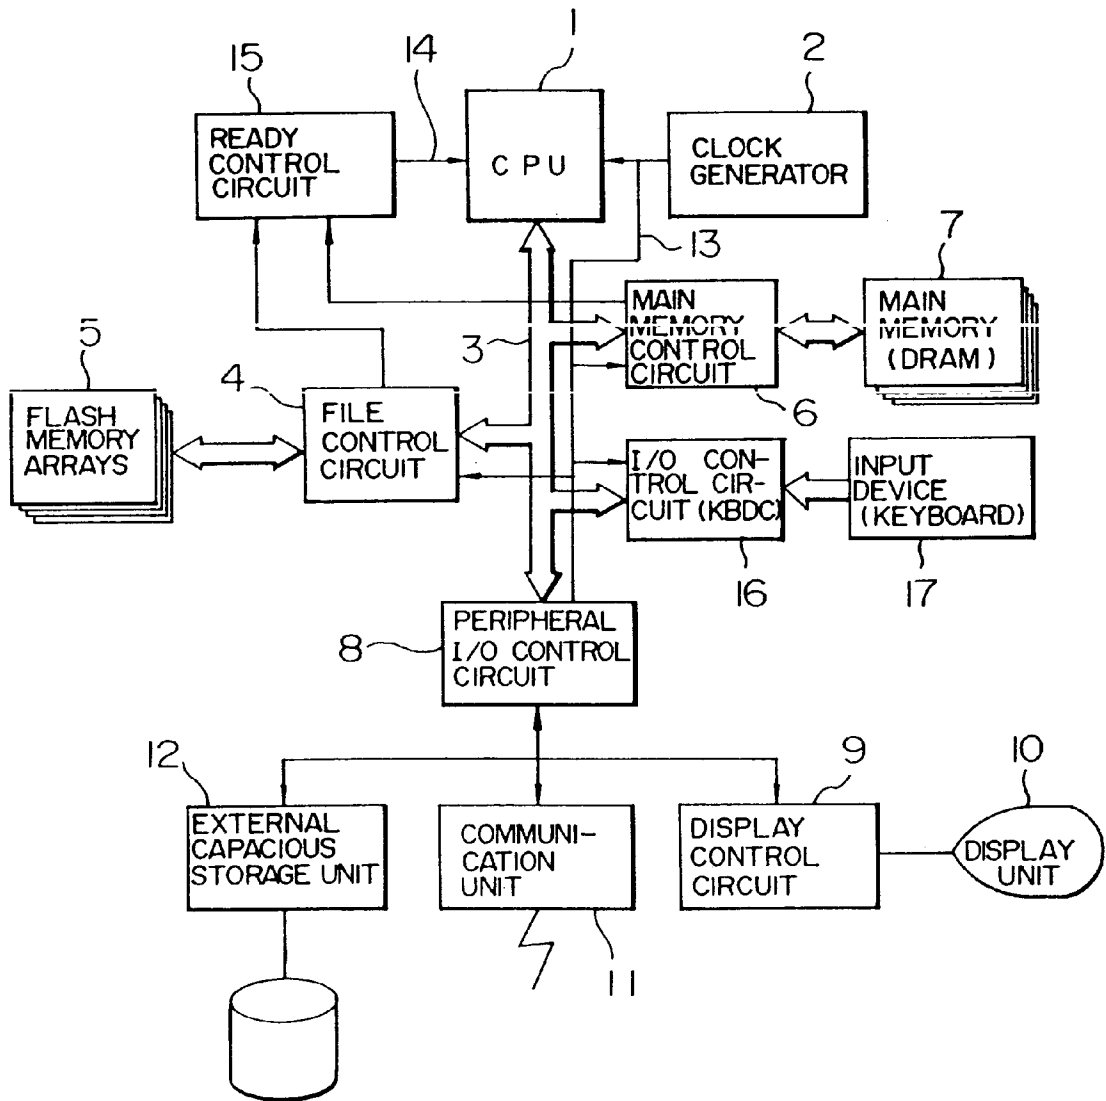 1
14
2
15
READY
CONTROL
CIRCUIT
CPU
CLOCK
GENERATOR
13
7
MAIN
MEMORY
CONTROL
CIRCUIT
MAIN
MEMORY
(DRAM)
5
3
4
6
FLASH
MEMORY
ARRAYS
FILE
CONTROL
CIRCUIT
I/O CON-
TROL CIR-
CUIT (KBDC)
INPUT
DEVICE
(KEYBOARD)
16
17
8
PERIPHERAL
I/O CONTROL
CIRCUIT
12
9
10
EXTERNAL
CAPACIOUS
STORAGE UNIT
COMMUNI-
CATION
UNIT
DISPLAY
CONTROL
CIRCUIT
DISPLAY
UNIT
11